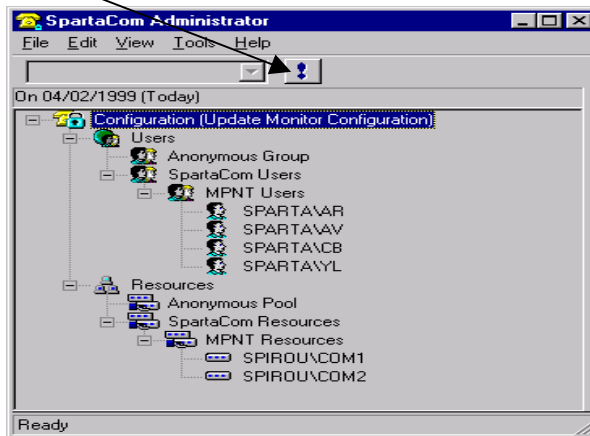 SpartaCom Administrator
File Edit View Tools Help
On 04/02/1999 (Today)
Configuration (Update Monitor Configuration)
Users
Anonymous Group
SpartaCom Users
MPNT Users
SPARTA\AR
SPARTA\AV
SPARTA\CB
SPARTA\YL
Resources
Anonymous Pool
SpartaCom Resources
MPNT Resources
SPIROU\COM1
SPIROU\COM2
Ready